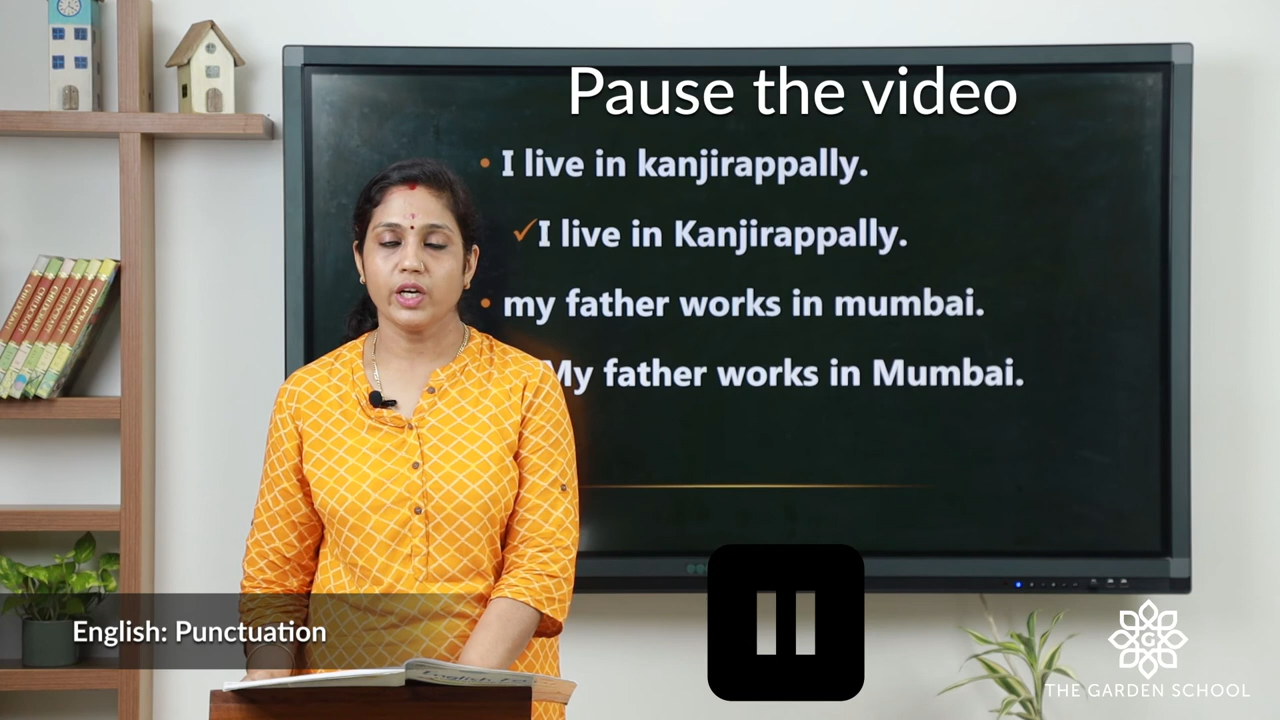 Pause the video
• I live in kanjirappally.
✓I live in Kanjirappally.
• my father works in mumbai.
My father works in Mumbai.
English: Punctuation
G
THE GARDEN SCHOOL